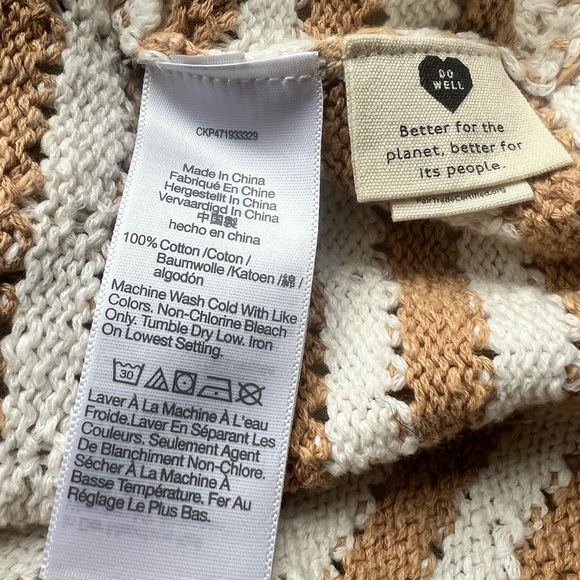 CKP471933329
Made In China
Fabriqué En Chine
Hergestellt In China
Vervaardigd In China
中国製
hecho en china
100% Cotton /Coton /
Baumwolle /Katoen /綿 /
algodón
Machine Wash Cold With Like
Colors. Non-Chlorine Bleach
Only. Tumble Dry Low. Iron
On Lowest Setting.
30
Laver À La Machine À L'eau
Froide.Laver En Séparant Les
Couleurs. Seulement Agent
De Blanchiment Non-Chlore.
Sécher À La Machine À
Basse Température. Fer Au
Réglage Le Plus Bas.
DO
WELL
Better for the
planet, better for
its people.
FairTradeCertified.org